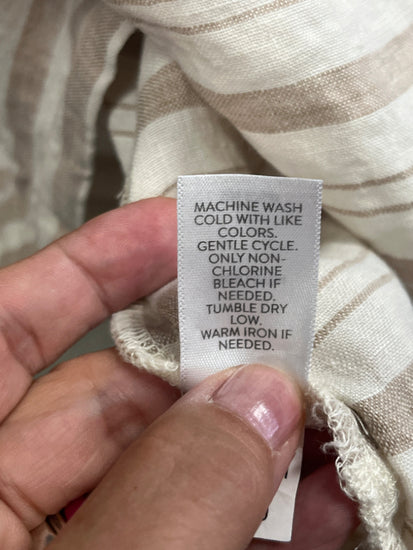 MACHINE WASH
COLD WITH LIKE
COLORS.
GENTLE CYCLE.
ONLY NON-
CHLORINE
BLEACH IF
NEEDED.
TUMBLE DRY
LOW.
WARM IRON IF
NEEDED.